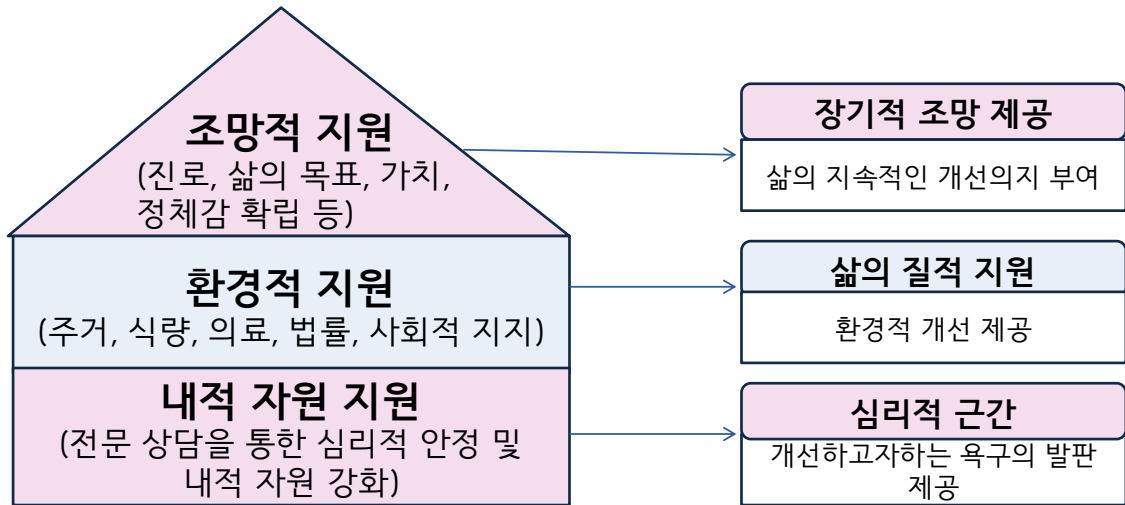 조망적 지원
(진로, 삶의 목표, 가치,
정체감 확립 등)
장기적 조망 제공
삶의 지속적인 개선의지 부여
환경적 지원
(주거, 식량, 의료, 법률, 사회적 지지)
삶의 질적 지원
환경적 개선 제공
내적 자원 지원
(전문 상담을 통한 심리적 안정 및
내적 자원 강화)
심리적 근간
개선하고자하는 욕구의 발판
제공